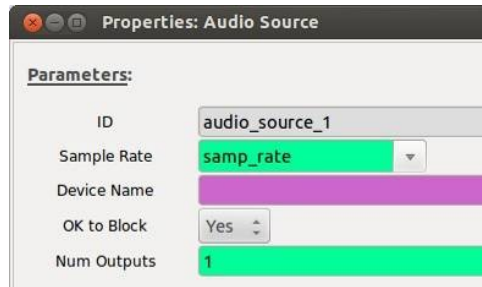 Properties: Audio Source
Parameters:
ID audio_source_1
Sample Rate samp_rate
Device Name
OK to Block Yes
Num Outputs 1